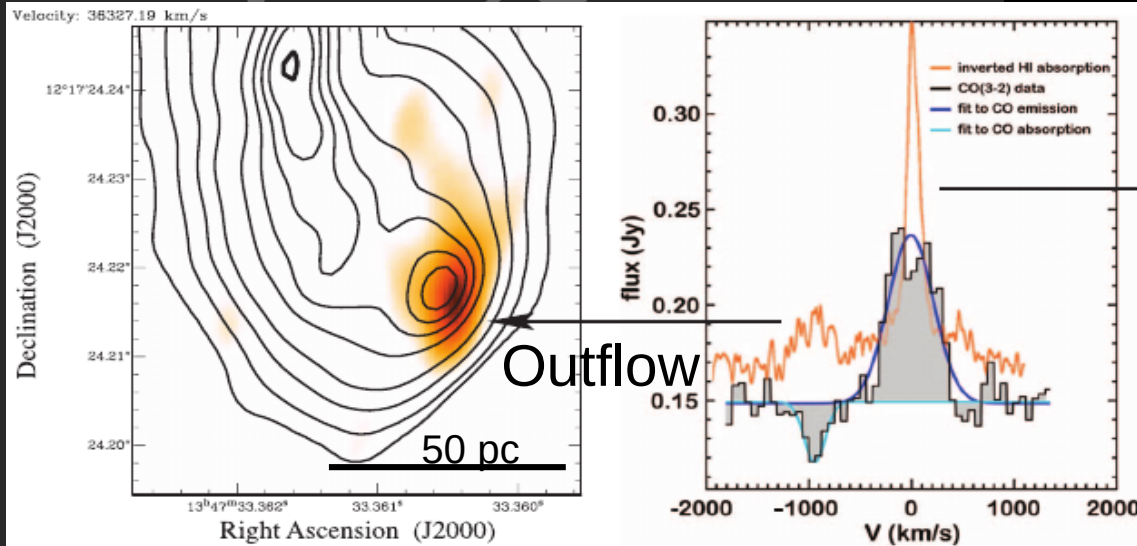 Velocity: 36327.19 km/s
Declination (J2000)
12°17'24.24"
24.23"
24.22"
24.21"
24.20"
50 pc
13ʰ47ᵐ33.362ˢ
33.361ˢ
33.360ˢ
Right Ascension (J2000)
Outflow
flux (Jy)
0.30
0.25
0.20
0.15
inverted HI absorption
CO(3-2) data
fit to CO emission
fit to CO absorption
-2000
-1000
0
1000
2000
V (km/s)